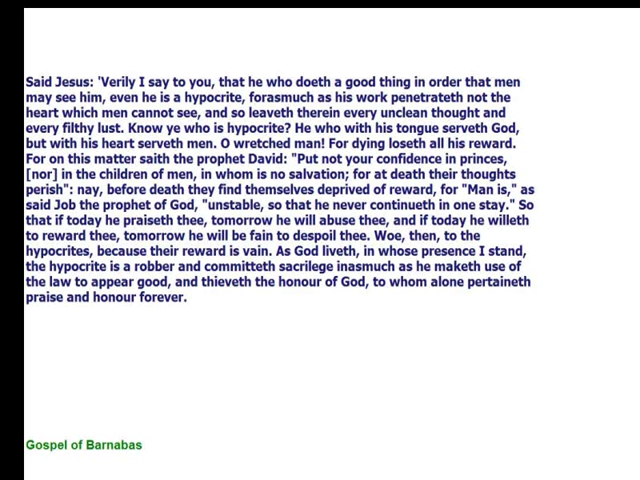 Said Jesus: 'Verily I say to you, that he who doeth a good thing in order that men
may see him, even he is a hypocrite, forasmuch as his work penetrateth not the
heart which men cannot see, and so leaveth therein every unclean thought and
every filthy lust. Know ye who is hypocrite? He who with his tongue serveth God,
but with his heart serveth men. O wretched man! For dying loseth all his reward.
For on this matter saith the prophet David: "Put not your confidence in princes,
[nor] in the children of men, in whom is no salvation; for at death their thoughts
perish": nay, before death they find themselves deprived of reward, for "Man is," as
said Job the prophet of God, "unstable, so that he never continueth in one stay." So
that if today he praiseth thee, tomorrow he will abuse thee, and if today he willeth
to reward thee, tomorrow he will be fain to despoil thee. Woe, then, to the
hypocrites, because their reward is vain. As God liveth, in whose presence I stand,
the hypocrite is a robber and committeth sacrilege inasmuch as he maketh use of
the law to appear good, and thieveth the honour of God, to whom alone pertaineth
praise and honour forever.
Gospel of Barnabas